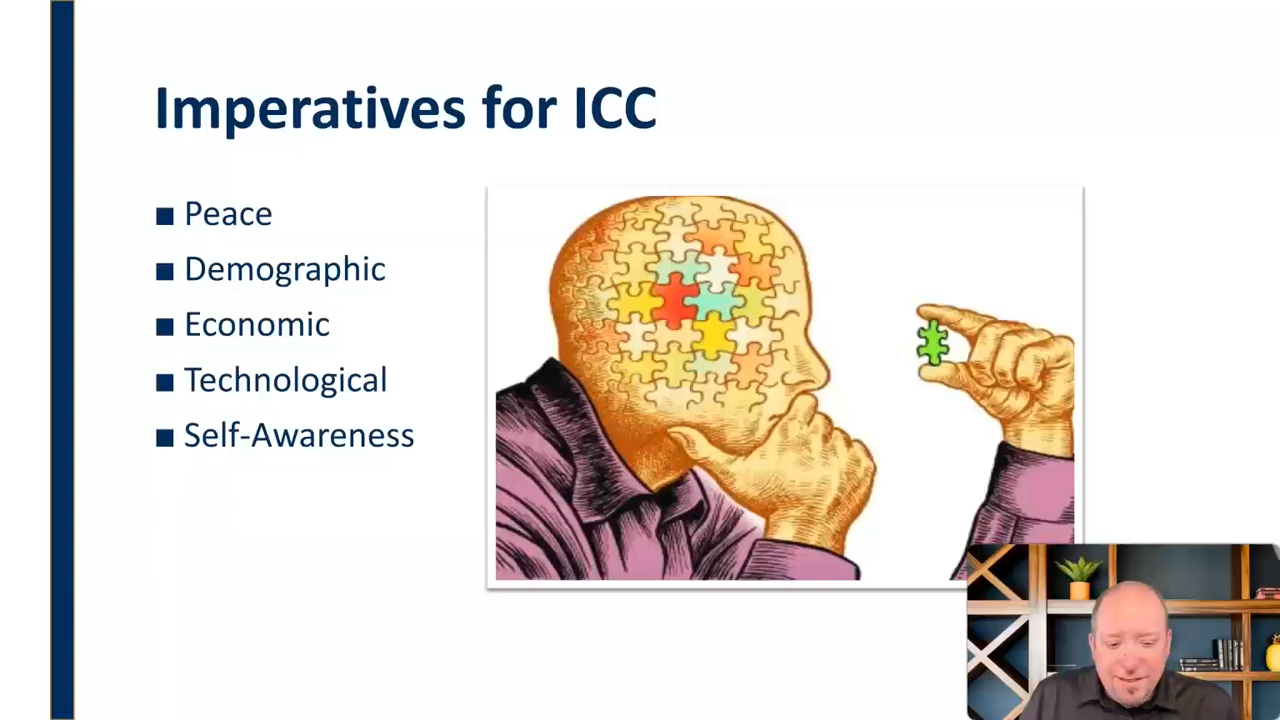 Imperatives for ICC
■ Peace
■ Demographic
■ Economic
■ Technological
■ Self-Awareness